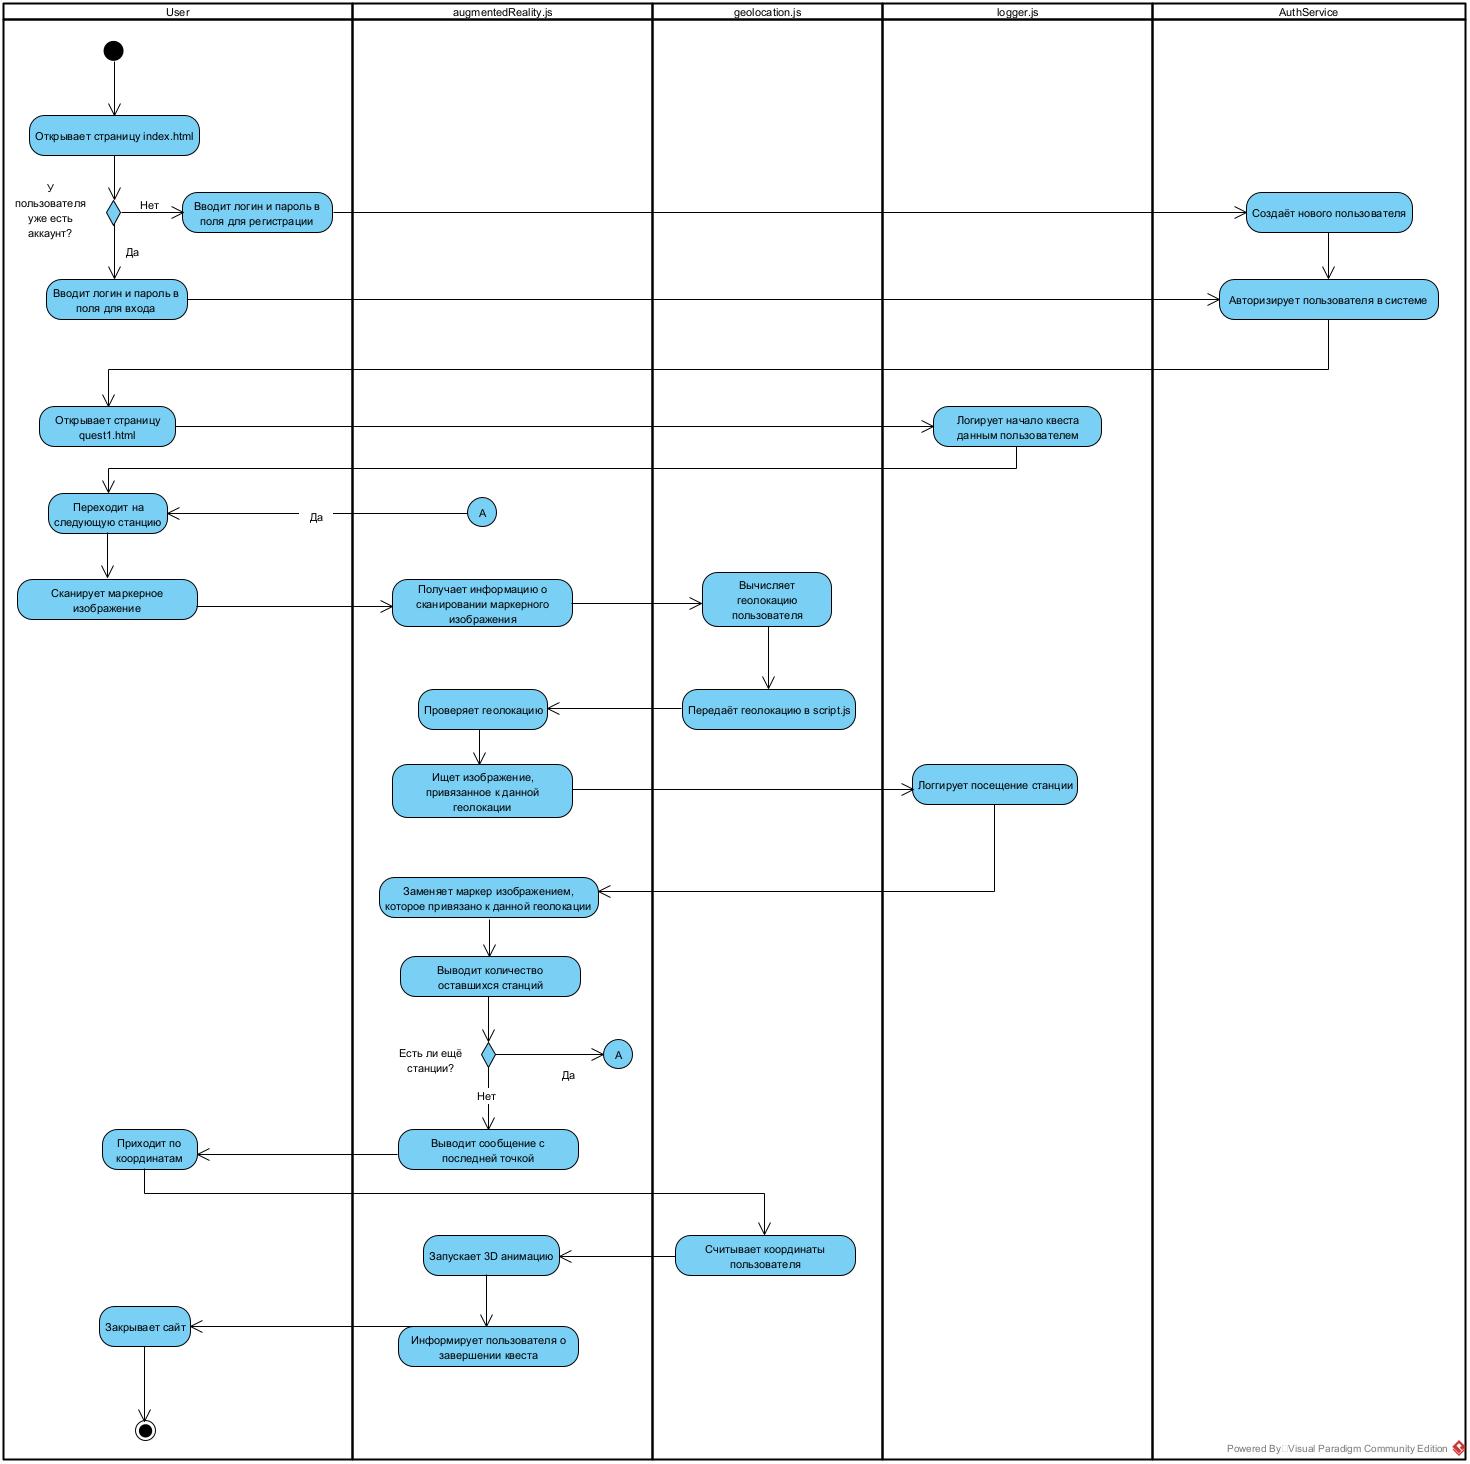 User
augmentedReality.js
geolocation.js
logger.js
AuthService
Открывает страницу index.html
У
пользователя
уже есть
аккаунт?
Нет
Вводит логин и пароль в
поля для регистрации
Создаёт нового пользователя
Да
Вводит логин и пароль в
поля для входа
Авторизирует пользователя в системе
Открывает страницу
quest1.html
Логирует начало квеста
данным пользователем
Переходит на
следующую станцию
Да
A
Сканирует маркерное
изображение
Получает информацию о
сканировании маркерного
изображения
Вычисляет
геолокацию
пользователя
Проверяет геолокацию
Передаёт геолокацию в script.js
Ищет изображение,
привязанное к данной
геолокации
Логгирует посещение станции
Заменяет маркер изображением,
которое привязано к данной геолокации
Выводит количество
оставшихся станций
Есть ли ещё
станции?
A
Да
Нет
Приходит по
координатам
Выводит сообщение с
последней точкой
Запускает 3D анимацию
Считывает координаты
пользователя
Закрывает сайт
Информирует пользователя о
завершении квеста
Powered By Visual Paradigm Community Edition